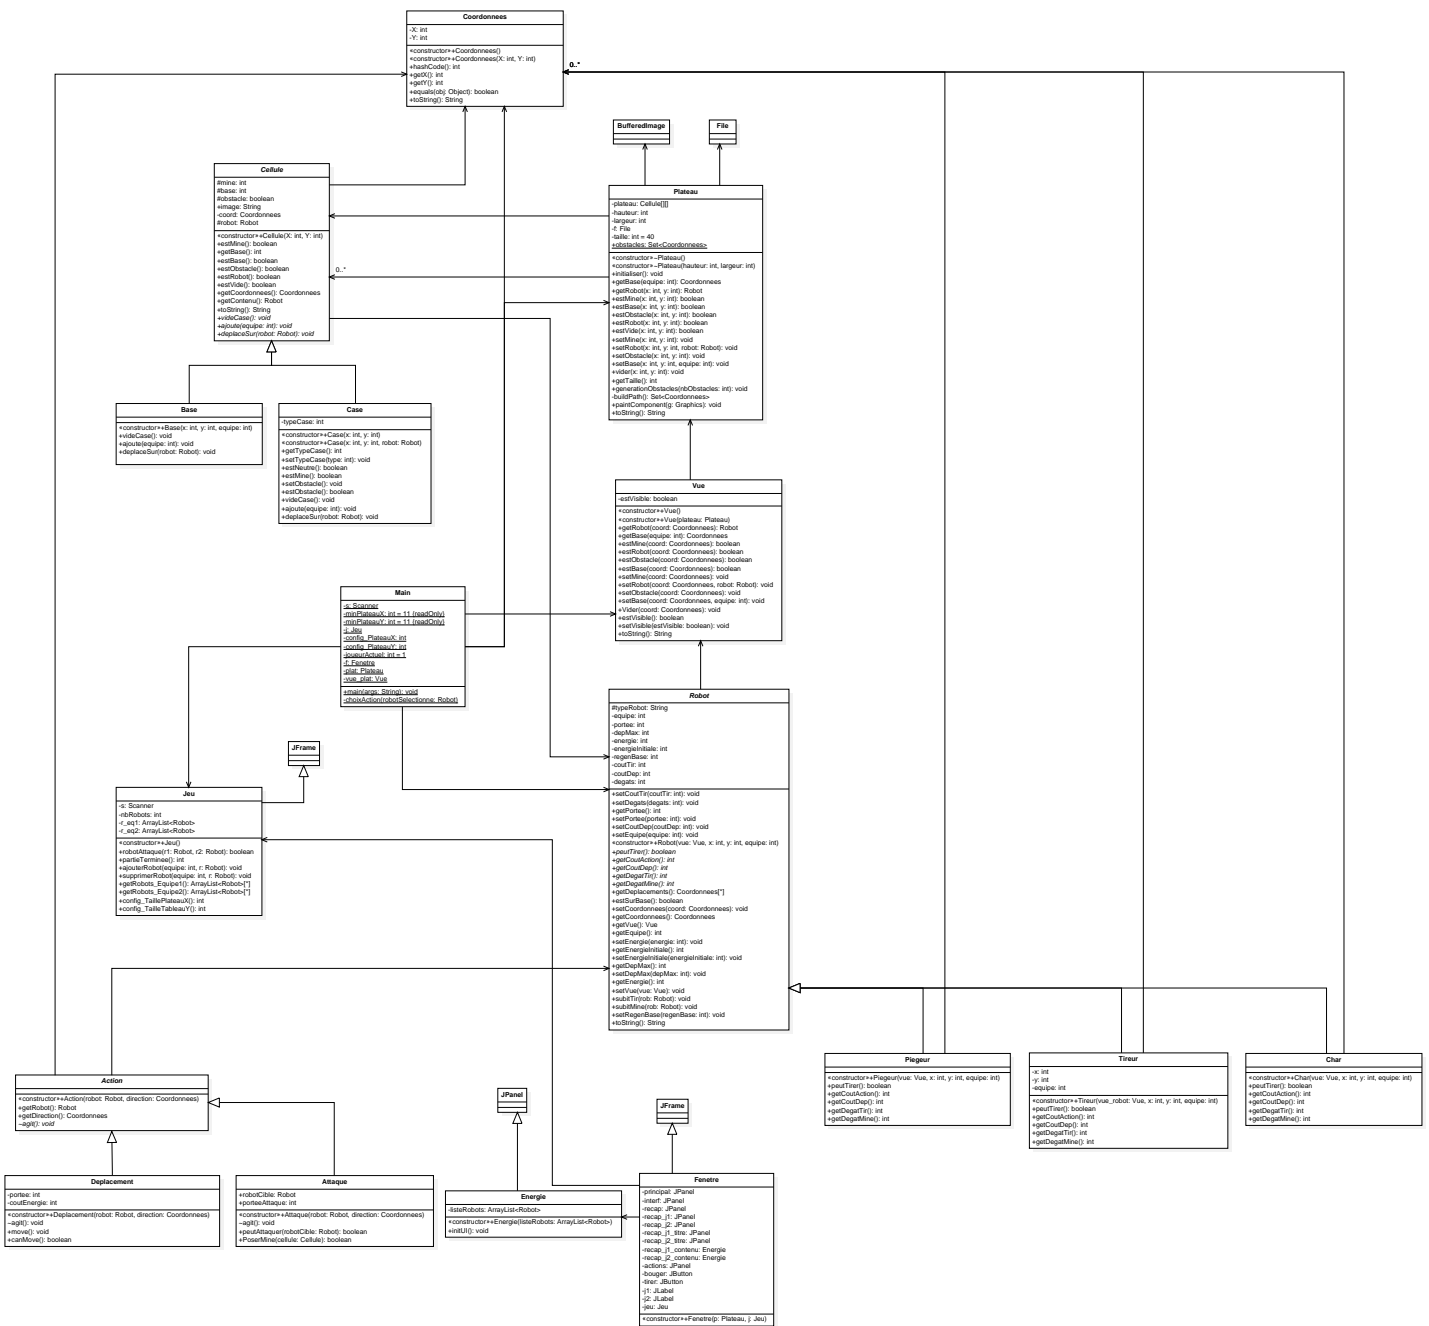 Coordonnees
-X: int
-Y: int
«constructor»+Coordonnees()
«constructor»+Coordonnees(X: int, Y: int)
+hashCode(): int
+getX(): int
+getY(): int
+equals(obj: Object): boolean
+toString(): String
0..*
BufferedImage
File
Cellule
#mine: int
#base: int
#obstacle: boolean
+image: String
-coord: Coordonnees
#robot: Robot
«constructor»+Cellule(X: int, Y: int)
+estMine(): boolean
+getBase(): int
+estBase(): boolean
+estObstacle(): boolean
+estRobot(): boolean
+estVide(): boolean
+getCoordonnees(): Coordonnees
+getContenu(): Robot
+toString(): String
+videCase(): void
+ajoute(equipe: int): void
+deplaceSur(robot: Robot): void
0..*
Plateau
-plateau: Cellule[][]
-hauteur: int
-largeur: int
-f: File
-taille: int = 40
+obstacles: Set<Coordonnees>
«constructor»~Plateau()
«constructor»~Plateau(hauteur: int, largeur: int)
+initialiser(): void
+getBase(equipe: int): Coordonnees
+getRobot(x: int, y: int): Robot
+estMine(x: int, y: int): boolean
+estBase(x: int, y: int): boolean
+estObstacle(x: int, y: int): boolean
+estRobot(x: int, y: int): boolean
+estVide(x: int, y: int): boolean
+setMine(x: int, y: int): void
+setRobot(x: int, y: int, robot: Robot): void
+setObstacle(x: int, y: int): void
+setBase(x: int, y: int, equipe: int): void
+vider(x: int, y: int): void
+getTaille(): int
+generationObstacles(nbObstacles: int): void
-buildPath(): Set<Coordonnees>
+paintComponent(g: Graphics): void
+toString(): String
Base
«constructor»+Base(x: int, y: int, equipe: int)
+videCase(): void
+ajoute(equipe: int): void
+deplaceSur(robot: Robot): void
Case
-typeCase: int
«constructor»+Case(x: int, y: int)
«constructor»+Case(x: int, y: int, robot: Robot)
+getTypeCase(): int
+setTypeCase(type: int): void
+estNeutre(): boolean
+estMine(): boolean
+setObstacle(): void
+estObstacle(): boolean
+videCase(): void
+ajoute(equipe: int): void
+deplaceSur(robot: Robot): void
Vue
-estVisible: boolean
«constructor»+Vue()
«constructor»+Vue(plateau: Plateau)
+getRobot(coord: Coordonnees): Robot
+getBase(equipe: int): Coordonnees
+estMine(coord: Coordonnees): boolean
+estRobot(coord: Coordonnees): boolean
+estObstacle(coord: Coordonnees): boolean
+estBase(coord: Coordonnees): boolean
+setMine(coord: Coordonnees): void
+setRobot(coord: Coordonnees, robot: Robot): void
+setObstacle(coord: Coordonnees): void
+setBase(coord: Coordonnees, equipe: int): void
+Vider(coord: Coordonnees): void
+estVisible(): boolean
+setVisible(estVisible: boolean): void
+toString(): String
Main
-s: Scanner
-minPlateauX: int = 11 {readOnly}
-minPlateauY: int = 11 {readOnly}
-j: Jeu
-config_PlateauX: int
-config_PlateauY: int
-joueurActuel: int = 1
-f: Fenetre
-plat: Plateau
-vue_plat: Vue
+main(args: String): void
-choixAction(robotSelectionne: Robot)
Robot
#typeRobot: String
-equipe: int
-portee: int
-depMax: int
-energie: int
-energieInitiale: int
-regenBase: int
-coutTir: int
-coutDep: int
-degats: int
+setCoutTir(coutTir: int): void
+setDegats(degats: int): void
+getPortee(): int
+setPortee(portee: int): void
+setCoutDep(coutDep: int): void
+setEquipe(equipe: int): void
«constructor»+Robot(vue: Vue, x: int, y: int, equipe: int)
+peutTirer(): boolean
+getCoutAction(): int
+getCoutDep(): int
+getDegatTir(): int
+getDegatMine(): int
+getDeplacements(): Coordonnees[*]
+estSurBase(): boolean
+setCoordonnees(coord: Coordonnees): void
+getCoordonnees(): Coordonnees
+getVue(): Vue
+getEquipe(): int
+setEnergie(energie: int): void
+getEnergieInitiale(): int
+setEnergieInitiale(energieInitiale: int): void
+getDepMax(): int
+setDepMax(depMax: int): void
+getEnergie(): int
+setVue(vue: Vue): void
+subitTir(rob: Robot): void
+subitMine(rob: Robot): void
+setRegenBase(regenBase: int): void
+toString(): String
JFrame
Jeu
-s: Scanner
-nbRobots: int
-r_eq1: ArrayList<Robot>
-r_eq2: ArrayList<Robot>
«constructor»+Jeu()
+robotAttaque(r1: Robot, r2: Robot): boolean
+partieTerminee(): int
+ajouterRobot(equipe: int, r: Robot): void
+supprimerRobot(equipe: int, r: Robot): void
+getRobots_Equipe1(): ArrayList<Robot>[*]
+getRobots_Equipe2(): ArrayList<Robot>[*]
+config_TaillePlateauX(): int
+config_TailleTableauY(): int
Piegeur
«constructor»+Piegeur(vue: Vue, x: int, y: int, equipe: int)
+peutTirer(): boolean
+getCoutAction(): int
+getCoutDep(): int
+getDegatTir(): int
+getDegatMine(): int
Tireur
-x: int
-y: int
-equipe: int
«constructor»+Tireur(vue_robot: Vue, x: int, y: int, equipe: int)
+peutTirer(): boolean
+getCoutAction(): int
+getCoutDep(): int
+getDegatTir(): int
+getDegatMine(): int
Char
«constructor»+Char(vue: Vue, x: int, y: int, equipe: int)
+peutTirer(): boolean
+getCoutAction(): int
+getCoutDep(): int
+getDegatTir(): int
+getDegatMine(): int
Action
«constructor»+Action(robot: Robot, direction: Coordonnees)
+getRobot(): Robot
+getDirection(): Coordonnees
~agit(): void
JPanel
JFrame
Deplacement
-portee: int
-coutEnergie: int
«constructor»+Deplacement(robot: Robot, direction: Coordonnees)
~agit(): void
+move(): void
+canMove(): boolean
Attaque
+robotCible: Robot
+porteeAttaque: int
«constructor»+Attaque(robot: Robot, direction: Coordonnees)
~agit(): void
+peutAttaquer(robotCible: Robot): boolean
+PoserMine(cellule: Cellule): boolean
Energie
-listeRobots: ArrayList<Robot>
«constructor»+Energie(listeRobots: ArrayList<Robot>)
+initUI(): void
Fenetre
-principal: JPanel
-interf: JPanel
-recap: JPanel
-recap_j1: JPanel
-recap_j2: JPanel
-recap_j1_titre: JPanel
-recap_j2_titre: JPanel
-recap_j1_contenu: Energie
-recap_j2_contenu: Energie
-actions: JPanel
-bouger: JButton
-tirer: JButton
-j1: JLabel
-j2: JLabel
-jeu: Jeu
«constructor»+Fenetre(p: Plateau, j: Jeu)